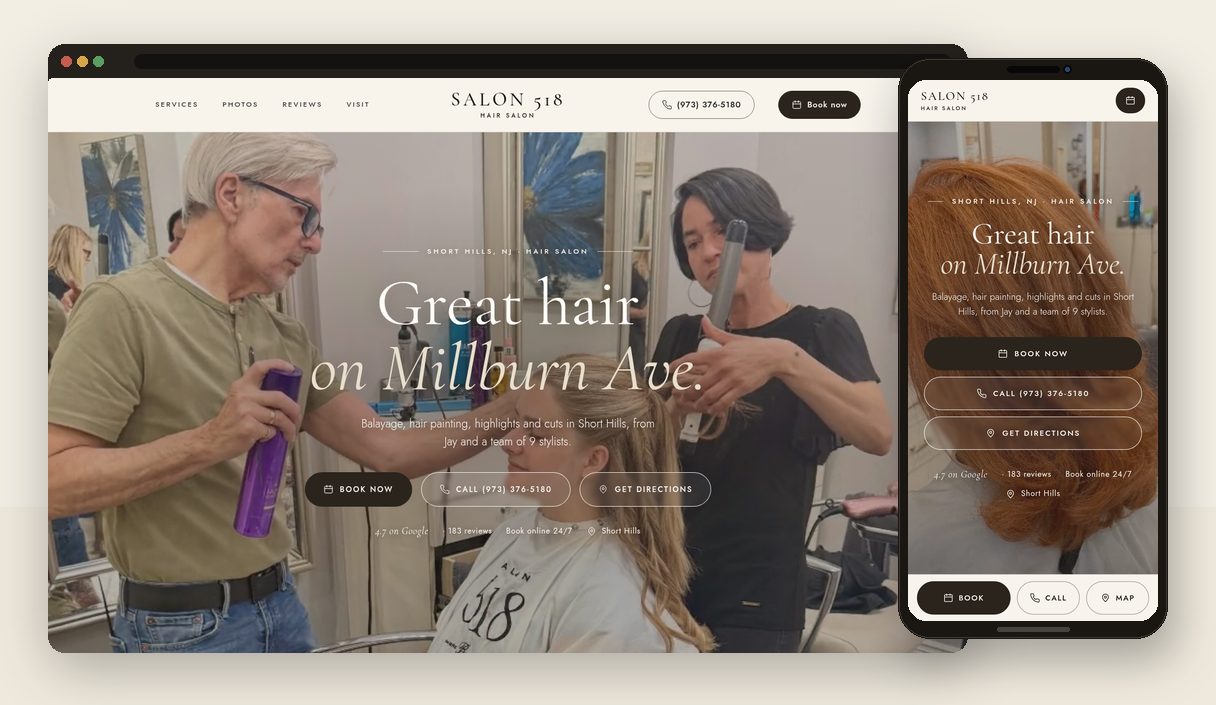 SERVICES PHOTOS REVIEWS VISIT
SALON 518
HAIR SALON
(973) 376-5180
Book now
SHORT HILLS, NJ · HAIR SALON
Great hair
on Millburn Ave.
Balayage, hair painting, highlights and cuts in Short Hills, from
Jay and a team of 9 stylists.
BOOK NOW
CALL (973) 376-5180
GET DIRECTIONS
4.7 on Google · 183 reviews Book online 24/7 Short Hills
518
SALON 518
HAIR SALON
SHORT HILLS, NJ · HAIR SALON
Great hair
on Millburn Ave.
Balayage, hair painting, highlights and cuts in Short
Hills, from Jay and a team of 9 stylists.
BOOK NOW
CALL (973) 376-5180
GET DIRECTIONS
4.7 on Google · 183 reviews Book online 24/7
Short Hills
BOOK
CALL
MAP